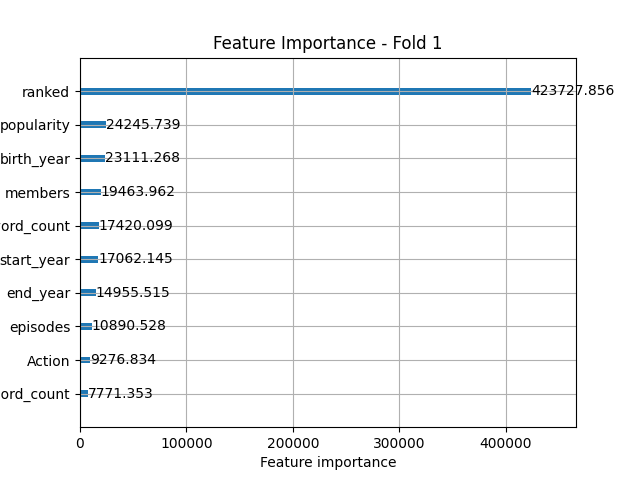 Feature Importance - Fold 1
ranked 423727.856
popularity 24245.739
birth_year 23111.268
members 19463.962
ord_count 17420.099
start_year 17062.145
end_year 14955.515
episodes 10890.528
Action 9276.834
ord_count 7771.353
0 100000 200000 300000 400000
Feature importance